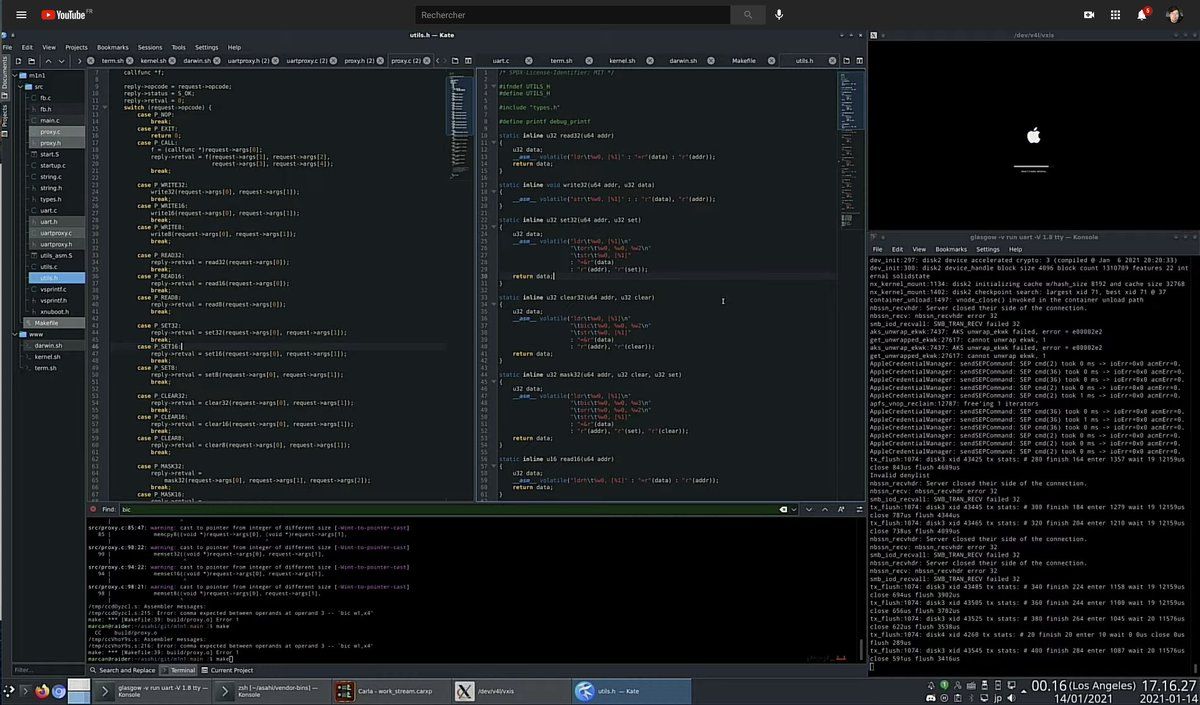 YouTube FR
Rechercher
5
utils.h — Kate
/dev/v4l/vxis
File Edit View Projects Bookmarks Sessions Tools Settings Help
term.sh kernel.sh darwin.sh uartproxy.h (2) uartproxy.c (2) proxy.h (2) proxy.c (2)
uart.c term.sh kernel.sh darwin.sh Makefile utils.h
Documents
Projects
m1n1
src
fb.c
fb.h
main.c
proxy.c
proxy.h
start.S
startup.c
string.c
string.h
types.h
uart.c
uart.h
uartproxy.c
uartproxy.h
utils_asm.S
utils.c
utils.h
vsprintf.c
vsprintf.h
xnuboot.h
Makefile
www
darwin.sh
kernel.sh
term.sh
Filter...
callfunc *f;
reply->opcode = request->opcode;
reply->status = S_OK;
reply->retval = 0;
switch (request->opcode) {
case P_NOP:
break;
case P_EXIT:
return 0;
case P_CALL:
f = (callfunc *)request->args[0];
reply->retval = f(request->args[1], request->args[2],
request->args[3], request->args[4]);
break;
case P_WRITE32:
write32(request->args[0], request->args[1]);
break;
case P_WRITE16:
write16(request->args[0], request->args[1]);
break;
case P_WRITE8:
write8(request->args[0], request->args[1]);
break;
case P_READ32:
reply->retval = read32(request->args[0]);
break;
case P_READ16:
reply->retval = read16(request->args[0]);
break;
case P_READ8:
reply->retval = read8(request->args[0]);
break;
case P_SET32:
reply->retval = set32(request->args[0], request->args[1]);
break;
case P_SET16:
reply->retval = set16(request->args[0], request->args[1]);
break;
case P_SET8:
reply->retval = set8(request->args[0], request->args[1]);
break;
case P_CLEAR32:
reply->retval = clear32(request->args[0], request->args[1]);
break;
case P_CLEAR16:
reply->retval = clear16(request->args[0], request->args[1]);
break;
case P_CLEAR8:
reply->retval = clear8(request->args[0], request->args[1]);
break;
case P_MASK32:
reply->retval =
mask32(request->args[0], request->args[1], request->args[2]);
break;
case P_MASK16:
/* SPDX-License-Identifier: MIT */
#ifndef UTILS_H
#define UTILS_H
#include "types.h"
#define printf debug_printf
static inline u32 read32(u64 addr)
{
u32 data;
__asm__ volatile("ldr\t%w0, [%1]" : "=r"(data) : "r"(addr));
return data;
}
static inline void write32(u64 addr, u32 data)
{
__asm__ volatile("str\t%w0, [%1]" : : "r"(data), "r"(addr));
}
static inline u32 set32(u64 addr, u32 set)
{
u32 data;
__asm__ volatile("ldr\t%w0, [%1]\n"
"\torr\t%w0, %w0, %w2\n"
"\tstr\t%w0, [%1]"
: "=&r"(data)
: "r"(addr), "r"(set));
return data;
}
static inline u32 clear32(u64 addr, u32 clear)
{
u32 data;
__asm__ volatile("ldr\t%w0, [%1]\n"
"\tbic\t%w0, %w0, %w2\n"
"\tstr\t%w0, [%1]"
: "=&r"(data)
: "r"(addr), "r"(clear));
return data;
}
static inline u32 mask32(u64 addr, u32 clear, u32 set)
{
u32 data;
__asm__ volatile("ldr\t%w0, [%1]\n"
"\tbic\t%w0, %w0, %w3\n"
"\torr\t%w0, %w0, %w2\n"
"\tstr\t%w0, [%1]"
: "=&r"(data)
: "r"(addr), "r"(set), "r"(clear));
return data;
}
static inline u16 read16(u64 addr)
{
u32 data;
__asm__ volatile("ldrh\t%w0, [%1]" : "=r"(data) : "r"(addr));
return data;
}
Find: bic
src/proxy.c:85:47: warning: cast to pointer from integer of different size [-Wint-to-pointer-cast]
85 | memcpy8((void *)request->args[0], (void *)request->args[1],
src/proxy.c:90:22: warning: cast to pointer from integer of different size [-Wint-to-pointer-cast]
90 | memset32((void *)request->args[0], request->args[1],
src/proxy.c:94:22: warning: cast to pointer from integer of different size [-Wint-to-pointer-cast]
94 | memset16((void *)request->args[0], request->args[1],
src/proxy.c:98:21: warning: cast to pointer from integer of different size [-Wint-to-pointer-cast]
98 | memset8((void *)request->args[0], request->args[1],
Assembler messages:
Error: comma expected between operands at operand 3 -- `bic w1,x4'
make: *** [Makefile:39: build/proxy.o] Error 1
marcan@raider:~/asahi/git/m1n1 main ± make
CC build/proxy.o
Assembler messages:
Error: comma expected between operands at operand 3 -- `bic w1,x4'
make: *** [Makefile:39: build/proxy.o] Error 1
marcan@raider:~/asahi/git/m1n1 main ± make
Search and Replace Terminal Current Project
glasgow -v run uart -V 1.8 tty — Konsole
File Edit View Bookmarks Settings Help
dev_init:297: disk2 device accelerated crypto: 3 (compiled @ Jan 6 2021 20:20:33)
dev_init:300: disk2 device_handle block size 4096 block count 1310789 features 22 int
ernal solidstate
nx_kernel_mount:1134: disk2 initializing cache w/hash_size 8192 and cache size 32768
nx_kernel_mount:1402: disk2 checkpoint search: largest xid 71, best xid 71 @ 37
container_unload:1497: vnode_close() invoked in the container unload path
nbssn_recvhdr: Server closed their side of the connection.
nbssn_recv: nbssn_recvhdr error 32
smb_iod_recvall: SMB_TRAN_RECV failed 32
aks_unwrap_ekwk:7437: AKS unwrap_ekwk failed, error = e00002e2
get_unwrapped_ekwk:27617: cannot unwrap ekwk, 1
aks_unwrap_ekwk:7437: AKS unwrap_ekwk failed, error = e00002e2
get_unwrapped_ekwk:27617: cannot unwrap ekwk, 1
AppleCredentialManager: sendSEPCommand: SEP cmd(2) took 0 ms -> ioErr=0x0 acmErr=0.
AppleCredentialManager: sendSEPCommand: SEP cmd(36) took 0 ms -> ioErr=0x0 acmErr=0.
AppleCredentialManager: sendSEPCommand: SEP cmd(36) took 1 ms -> ioErr=0x0 acmErr=0.
AppleCredentialManager: sendSEPCommand: SEP cmd(2) took 1 ms -> ioErr=0x0 acmErr=0.
apfs_vnop_reclaim:12787: free'ing 1 iterators
AppleCredentialManager: sendSEPCommand: SEP cmd(36) took 0 ms -> ioErr=0x0 acmErr=0.
AppleCredentialManager: sendSEPCommand: SEP cmd(36) took 1 ms -> ioErr=0x0 acmErr=0.
AppleCredentialManager: sendSEPCommand: SEP cmd(36) took 0 ms -> ioErr=0x0 acmErr=0.
AppleCredentialManager: sendSEPCommand: SEP cmd(2) took 0 ms -> ioErr=0x0 acmErr=0.
AppleCredentialManager: sendSEPCommand: SEP cmd(2) took 0 ms -> ioErr=0x0 acmErr=0.
tx_flush:1074: disk3 xid 43425 tx stats: # 280 finish 164 enter 1357 wait 19 12159us
close 843us flush 4609us
Invalid denylist
nbssn_recvhdr: Server closed their side of the connection.
nbssn_recv: nbssn_recvhdr error 32
smb_iod_recvall: SMB_TRAN_RECV failed 32
tx_flush:1074: disk3 xid 43445 tx stats: # 300 finish 184 enter 1279 wait 19 12159us
close 787us flush 4344us
tx_flush:1074: disk3 xid 43465 tx stats: # 320 finish 204 enter 1210 wait 19 12159us
close 738us flush 4099us
nbssn_recvhdr: Server closed their side of the connection.
nbssn_recv: nbssn_recvhdr error 32
smb_iod_recvall: SMB_TRAN_RECV failed 32
nbssn_recvhdr: Server closed their side of the connection.
nbssn_recv: nbssn_recvhdr error 32
smb_iod_recvall: SMB_TRAN_RECV failed 32
tx_flush:1074: disk3 xid 43485 tx stats: # 340 finish 224 enter 1158 wait 19 12159us
close 694us flush 3902us
tx_flush:1074: disk3 xid 43505 tx stats: # 360 finish 244 enter 1100 wait 19 11576us
close 656us flush 3702us
tx_flush:1074: disk3 xid 43525 tx stats: # 380 finish 264 enter 1045 wait 20 11576us
close 622us flush 3538us
tx_flush:1074: disk4 xid 4260 tx stats: # 20 finish 20 enter 10 wait 0 0us close 0us
flush 289us
tx_flush:1074: disk3 xid 43545 tx stats: # 400 finish 284 enter 1087 wait 20 11576us
close 591us flush 3416us
glasgow -v run uart -V 1.8 tty — Konsole
zsh [~/asahi/vendor-bins] — Konsole
Carla - work_stream.carxp
/dev/v4l/vxis
utils.h — Kate
jp
00.16 (Los Angeles) 17.16.27
14/01/2021 2021-01-14